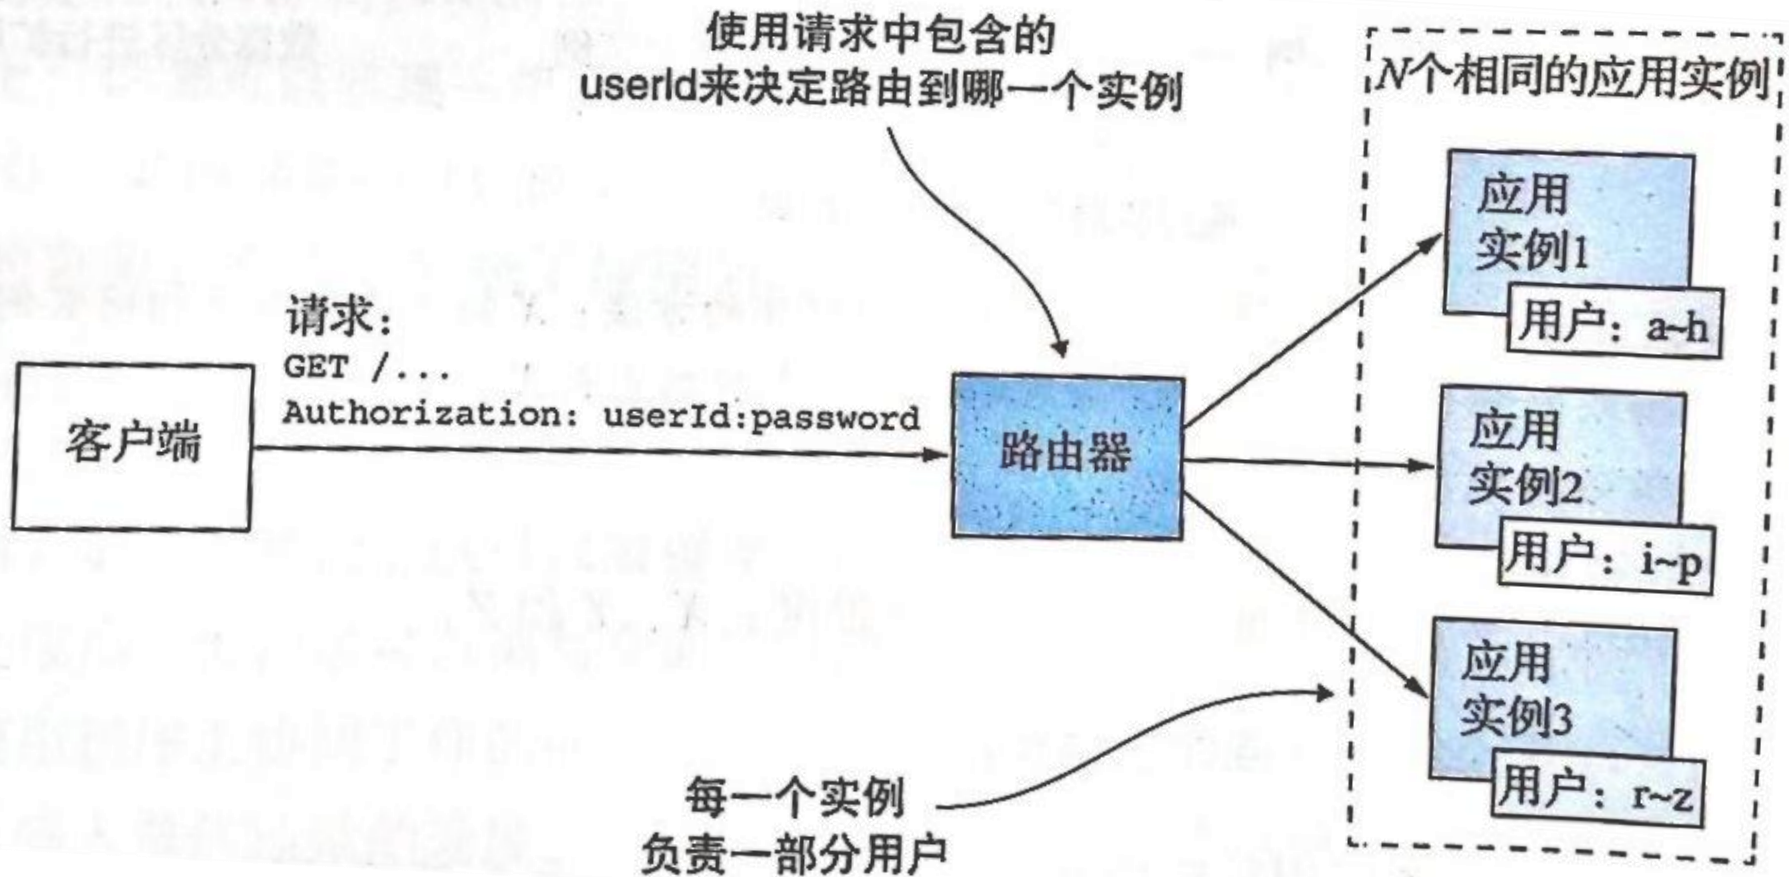 使用请求中包含的
userId来决定路由到哪一个实例
N个相同的应用实例
应用
实例1
用户：a~h
请求：
GET /...
Authorization: userId:password
客户端
路由器
应用
实例2
用户：i~p
应用
实例3
用户：r~z
每一个实例
负责一部分用户